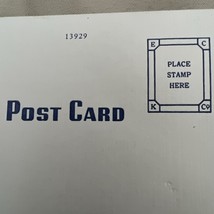 13929
E C
PLACE
STAMP
HERE
K Co
POST CARD